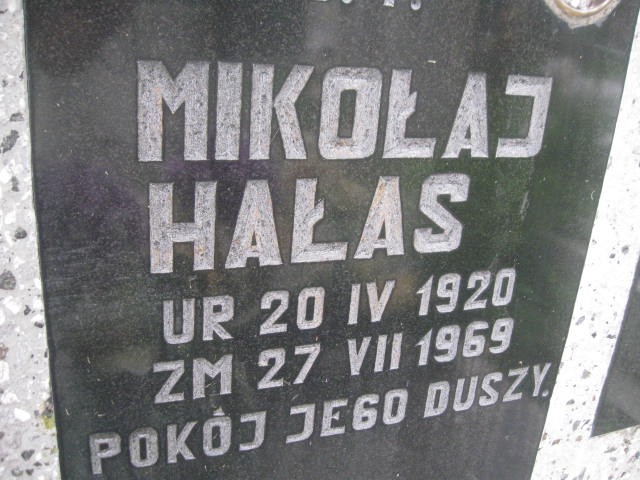 MIKOŁAJ
HAŁAS
UR 20 IV 1920
ZM 27 VII 1969
POKÓJ JEGO DUSZY.